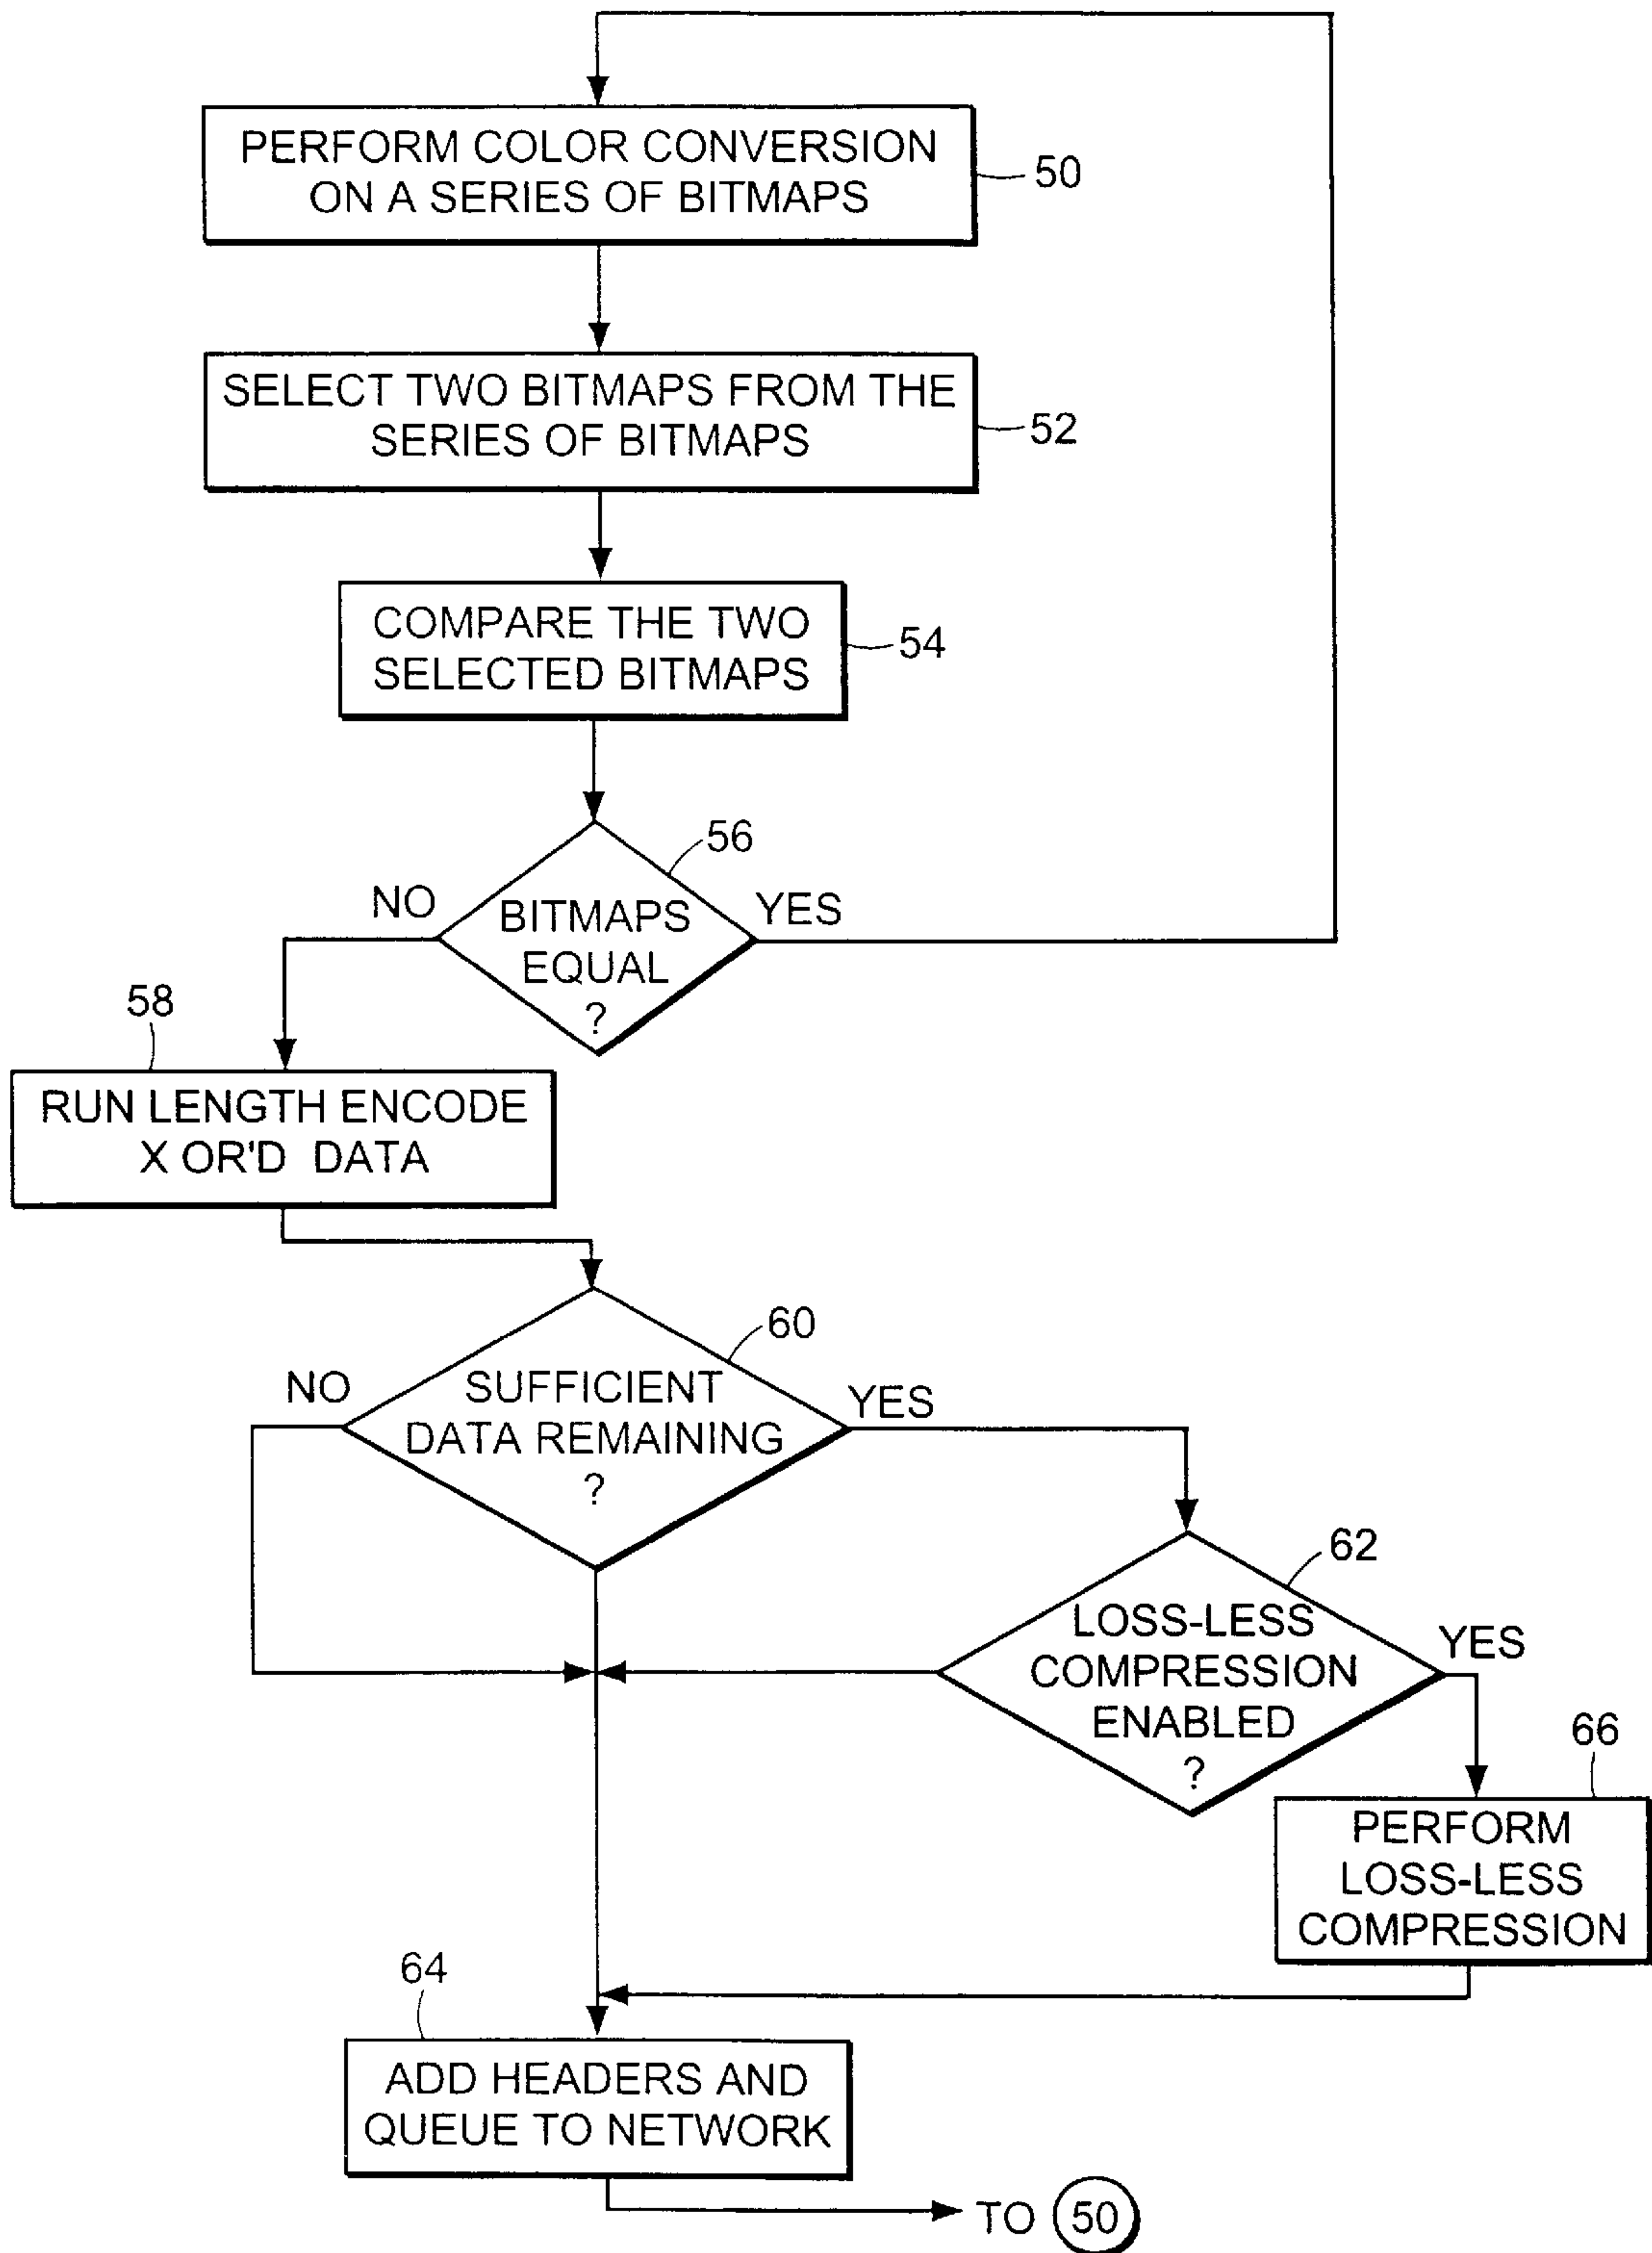 PERFORM COLOR CONVERSION
ON A SERIES OF BITMAPS
50
SELECT TWO BITMAPS FROM THE
SERIES OF BITMAPS
52
COMPARE THE TWO
SELECTED BITMAPS
54
56
NO
YES
BITMAPS
EQUAL
?
58
RUN LENGTH ENCODE
X OR'D DATA
60
NO
YES
SUFFICIENT
DATA REMAINING
?
62
LOSS-LESS
COMPRESSION
ENABLED
?
YES
66
PERFORM
LOSS-LESS
COMPRESSION
64
ADD HEADERS AND
QUEUE TO NETWORK
TO 50